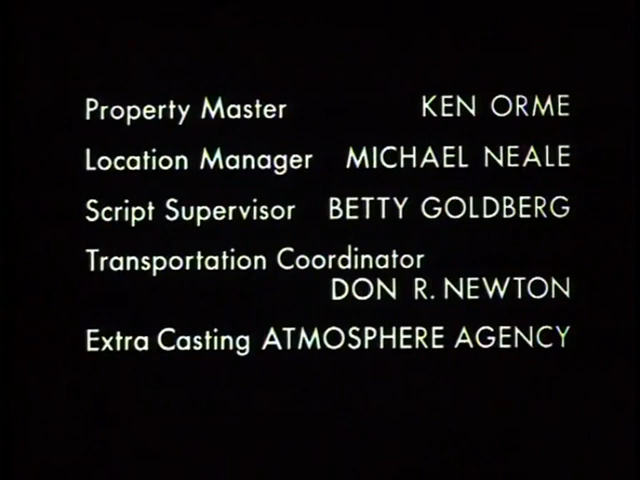 Property Master KEN ORME
Location Manager MICHAEL NEALE
Script Supervisor BETTY GOLDBERG
Transportation Coordinator
DON R. NEWTON
Extra Casting ATMOSPHERE AGENCY